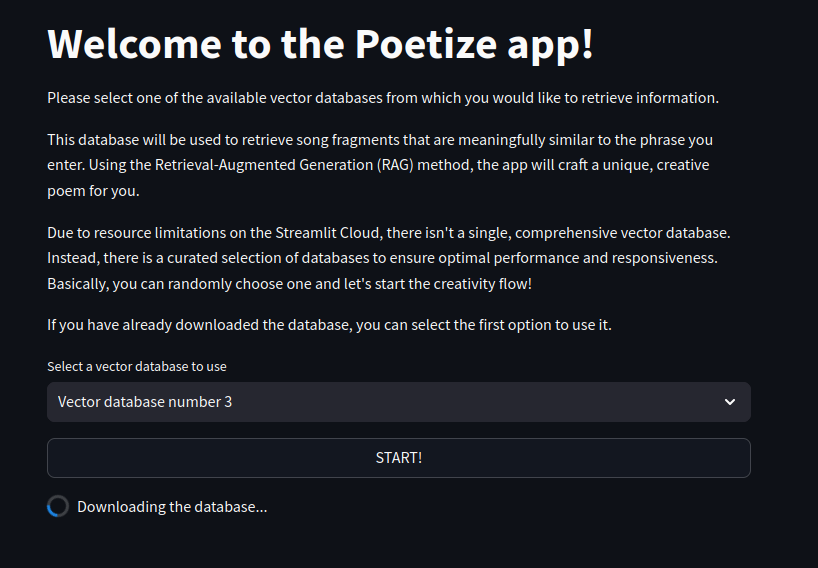 Welcome to the Poetize app!
Please select one of the available vector databases from which you would like to retrieve information.
This database will be used to retrieve song fragments that are meaningfully similar to the phrase you
enter. Using the Retrieval-Augmented Generation (RAG) method, the app will craft a unique, creative
poem for you.
Due to resource limitations on the Streamlit Cloud, there isn't a single, comprehensive vector database.
Instead, there is a curated selection of databases to ensure optimal performance and responsiveness.
Basically, you can randomly choose one and let's start the creativity flow!
If you have already downloaded the database, you can select the first option to use it.
Select a vector database to use
Vector database number 3
START!
Downloading the database...